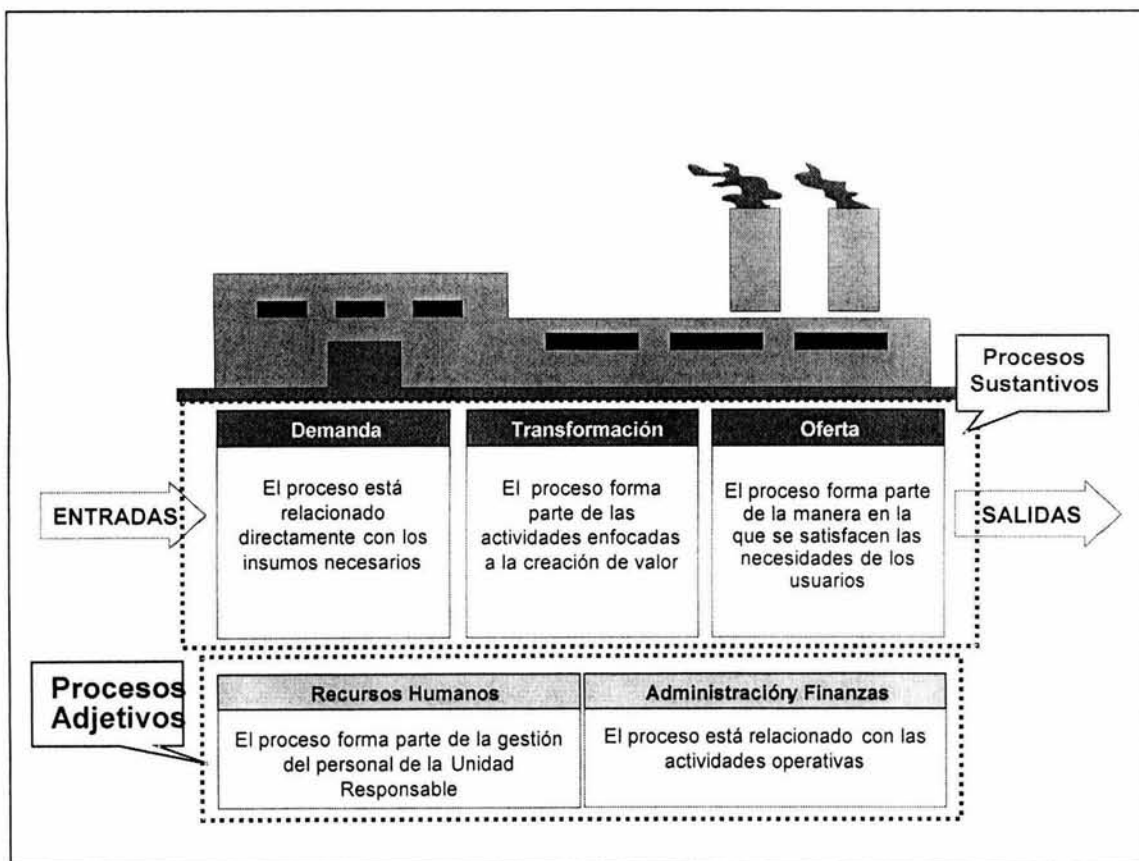 Procesos
Sustantivos
Demanda
El proceso está
relacionado
directamente con los
insumos necesarios
Transformación
El proceso forma
parte de las
actividades enfocadas
a la creación de valor
Oferta
El proceso forma parte
de la manera en la
que se satisfacen las
necesidades de los
usuarios
ENTRADAS
SALIDAS
Procesos
Adjetivos
Recursos Humanos
El proceso forma parte de la gestión
del personal de la Unidad
Responsable
Administracióny Finanzas
El proceso está relacionado con las
actividades operativas